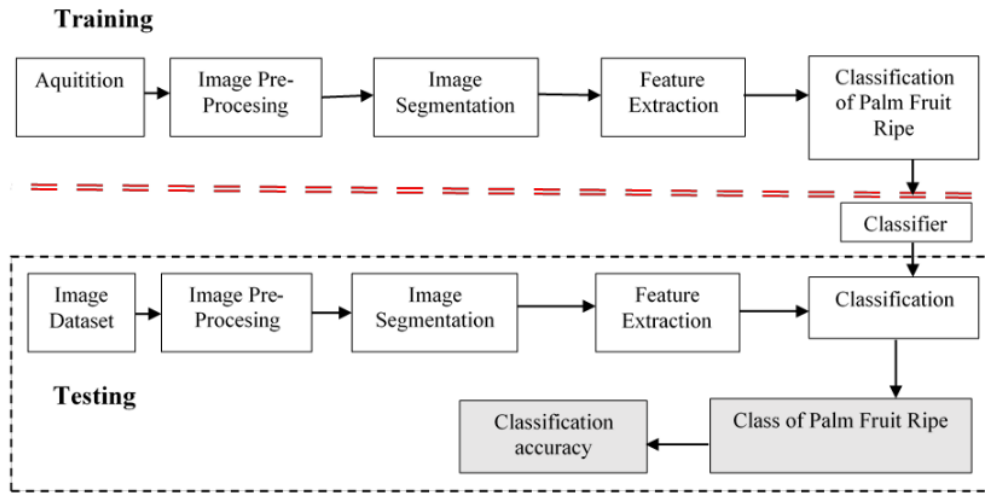 Training
Aquitition
Image Pre-
Procesing
Image
Segmentation
Feature
Extraction
Classification
of Palm Fruit
Ripe
Classifier
Image
Dataset
Image Pre-
Procesing
Image
Segmentation
Feature
Extraction
Classification
Testing
Classification
accuracy
Class of Palm Fruit Ripe